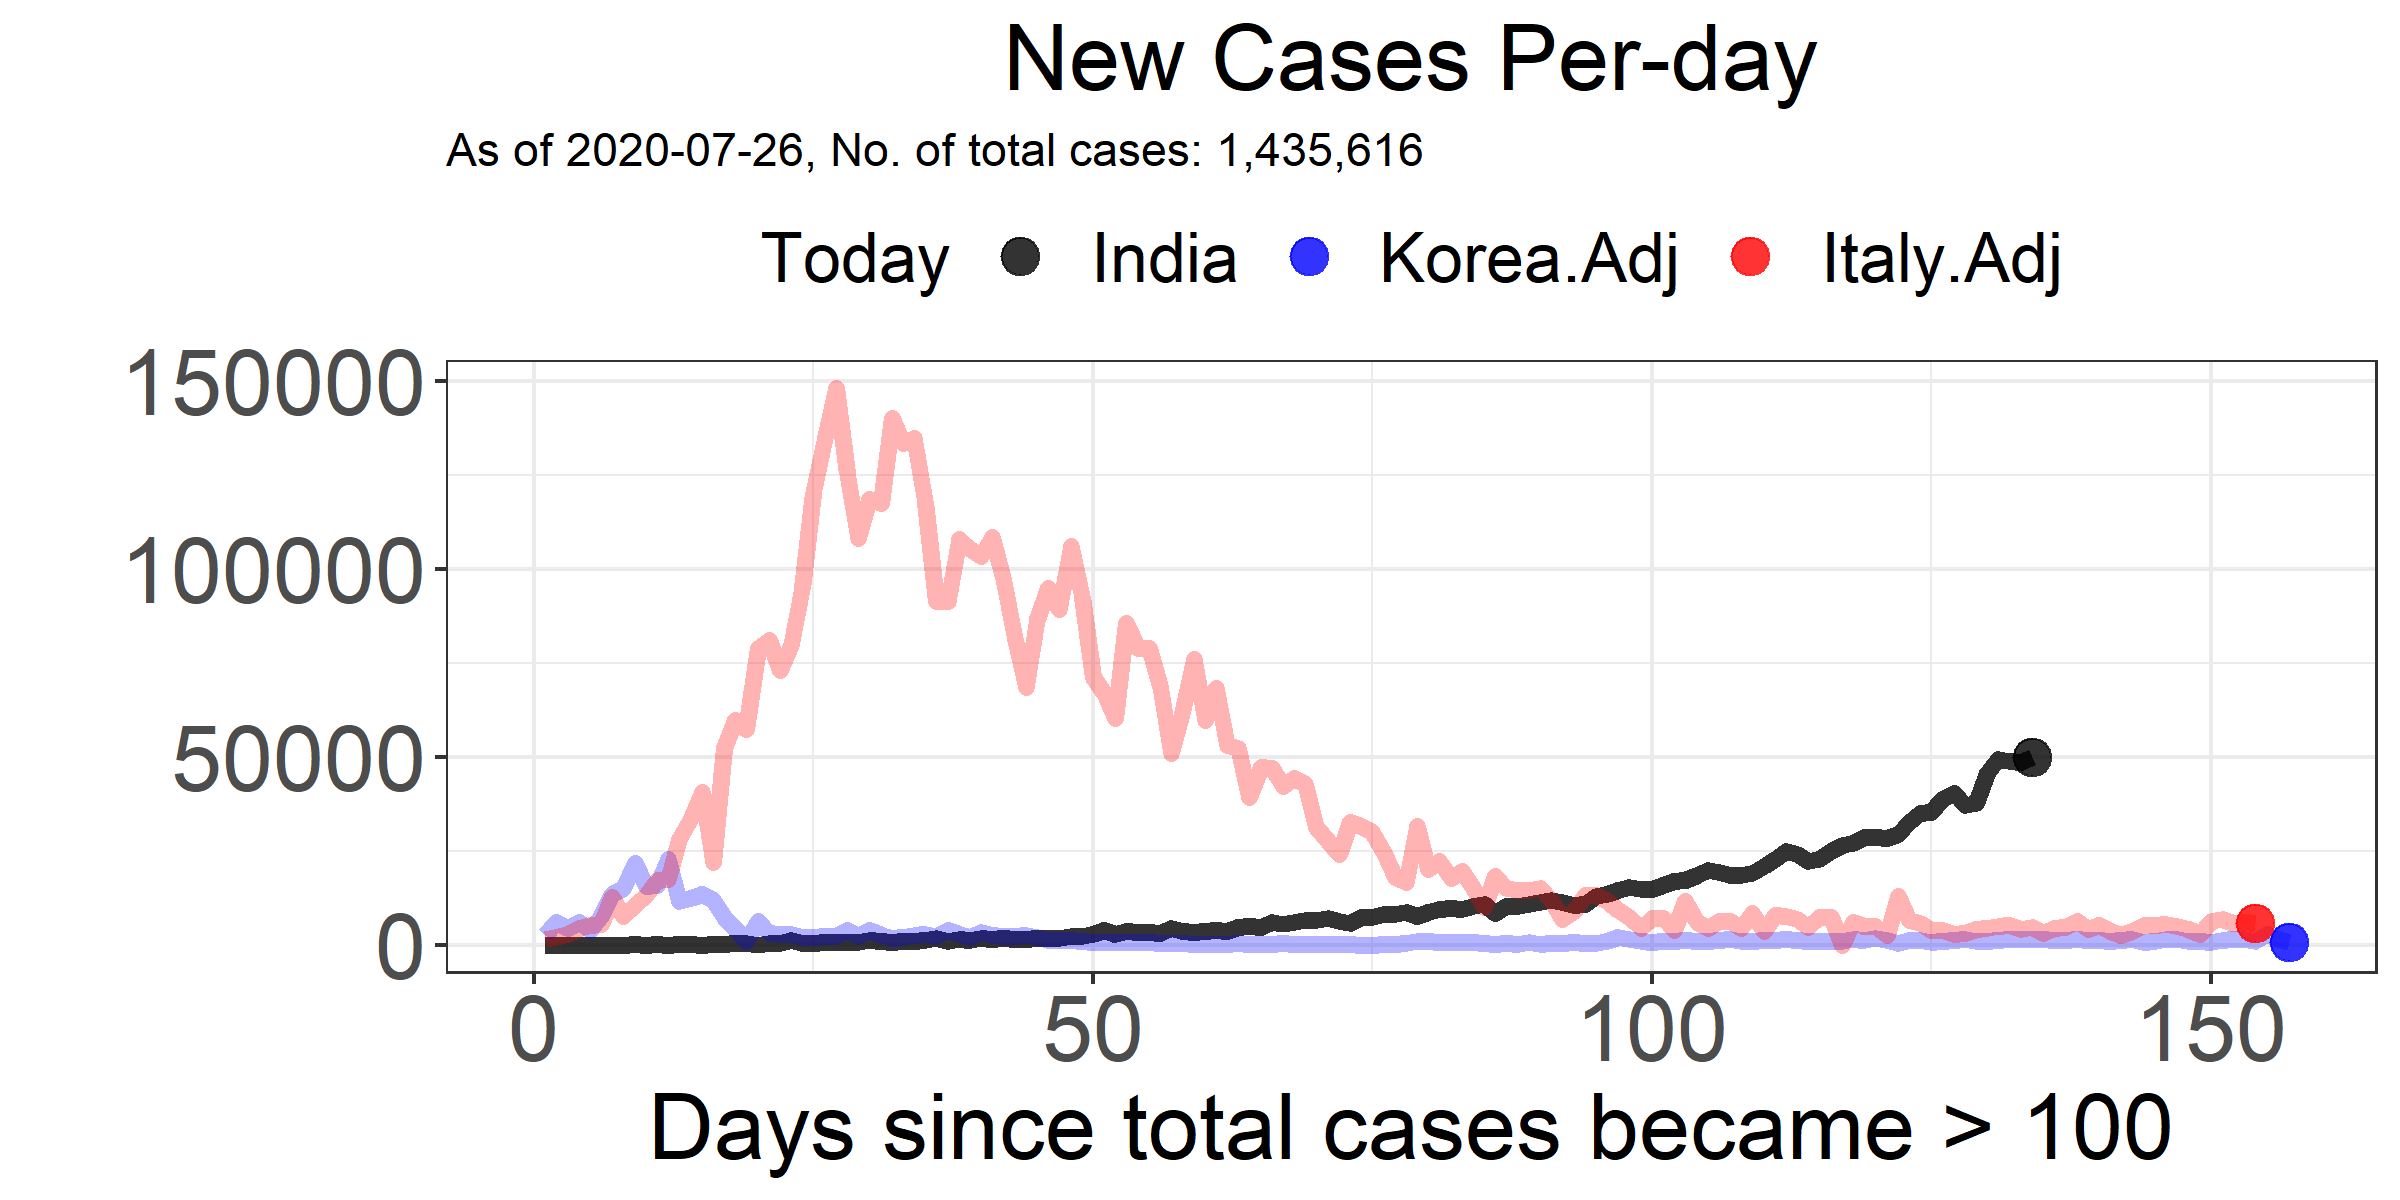 New Cases Per-day
As of 2020-07-26, No. of total cases: 1,435,616
Today India Korea.Adj Italy.Adj
150000
100000
50000
0
0 50 100 150
Days since total cases became > 100